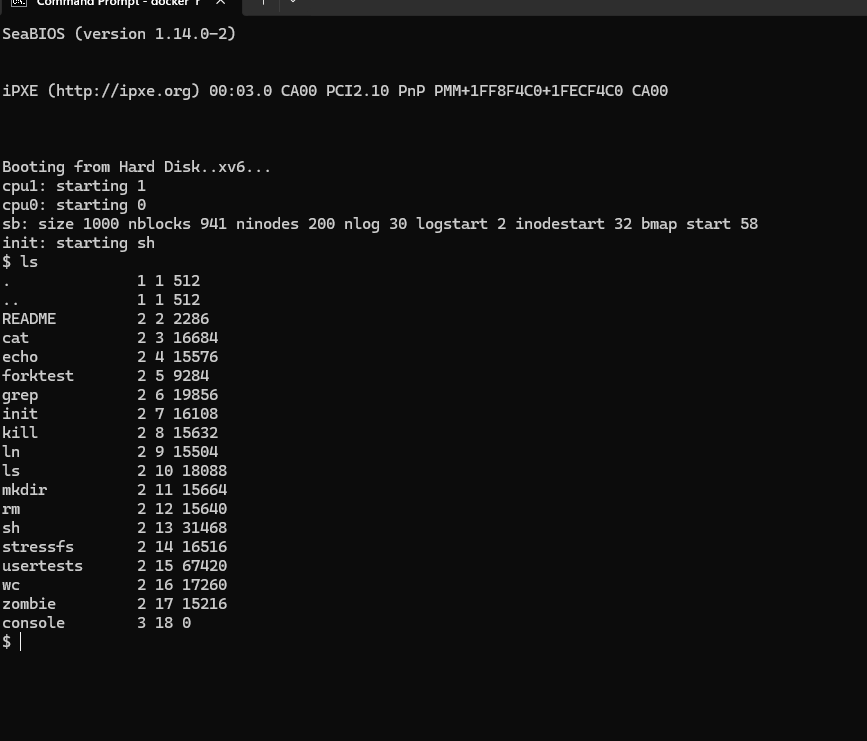 Command Prompt - docker r
SeaBIOS (version 1.14.0-2)
iPXE (http://ipxe.org) 00:03.0 CA00 PCI2.10 PnP PMM+1FF8F4C0+1FECF4C0 CA00
Booting from Hard Disk..xv6...
cpu1: starting 1
cpu0: starting 0
sb: size 1000 nblocks 941 ninodes 200 nlog 30 logstart 2 inodestart 32 bmap start 58
init: starting sh
$ ls
. 1 1 512
.. 1 1 512
README 2 2 2286
cat 2 3 16684
echo 2 4 15576
forktest 2 5 9284
grep 2 6 19856
init 2 7 16108
kill 2 8 15632
ln 2 9 15504
ls 2 10 18088
mkdir 2 11 15664
rm 2 12 15640
sh 2 13 31468
stressfs 2 14 16516
usertests 2 15 67420
wc 2 16 17260
zombie 2 17 15216
console 3 18 0
$